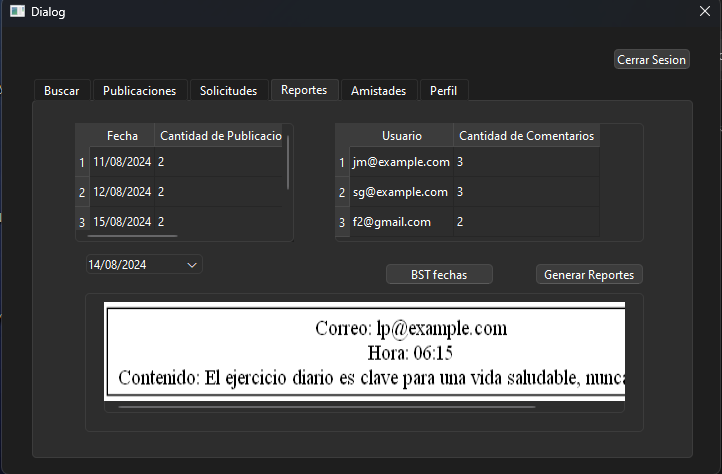 Dialog
Cerrar Sesion
Buscar Publicaciones Solicitudes Reportes Amistades Perfil
Fecha Cantidad de Publicacio
1 11/08/2024 2
2 12/08/2024 2
3 15/08/2024 2
Usuario Cantidad de Comentarios
1 jm@example.com 3
2 sg@example.com 3
3 f2@gmail.com 2
14/08/2024
BST fechas Generar Reportes
Correo: lp@example.com
Hora: 06:15
Contenido: El ejercicio diario es clave para una vida saludable, nunca